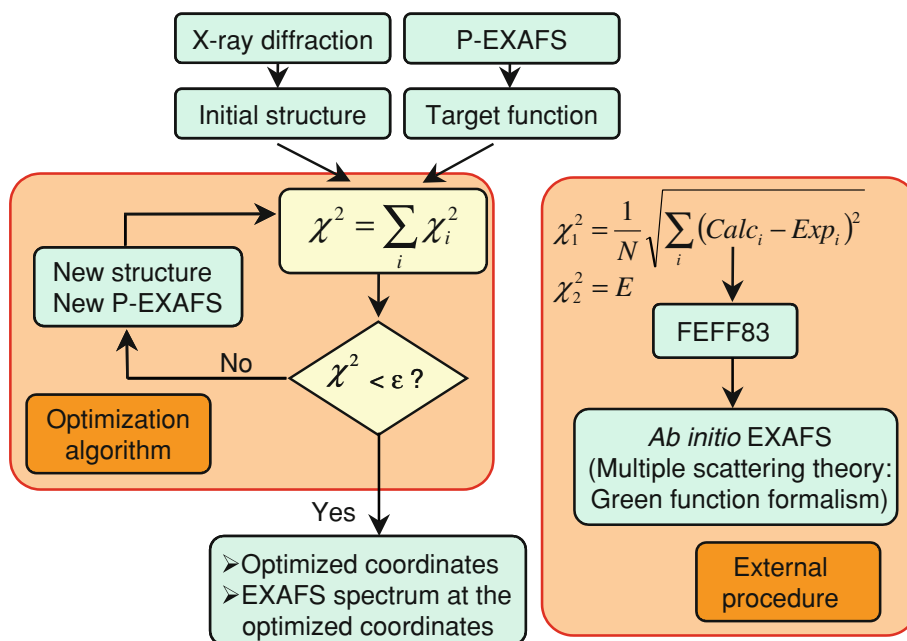 X-ray diffraction
P-EXAFS
Initial structure
Target function
χ² = ∑ᵢ χᵢ²
New structure
New P-EXAFS
No
χ² < ε ?
Optimization
algorithm
Yes
➢Optimized coordinates
➢EXAFS spectrum at the
optimized coordinates
χ₁² = 1/N √∑ᵢ (Calcᵢ − Expᵢ)²
χ₂² = E
FEFF83
Ab initio EXAFS
(Multiple scattering theory:
Green function formalism)
External
procedure